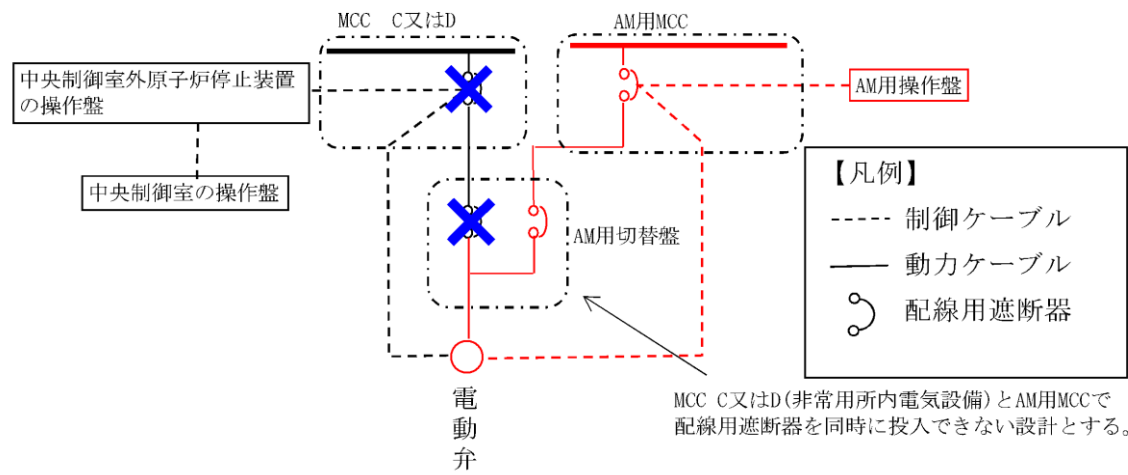 MCC C又はD
AM用MCC
中央制御室外原子炉停止装置
の操作盤
AM用操作盤
中央制御室の操作盤
AM用切替盤
【凡例】
制御ケーブル
動力ケーブル
配線用遮断器
電動弁
MCC C又はD(非常用所内電気設備)とAM用MCCで
配線用遮断器を同時に投入できない設計とする。